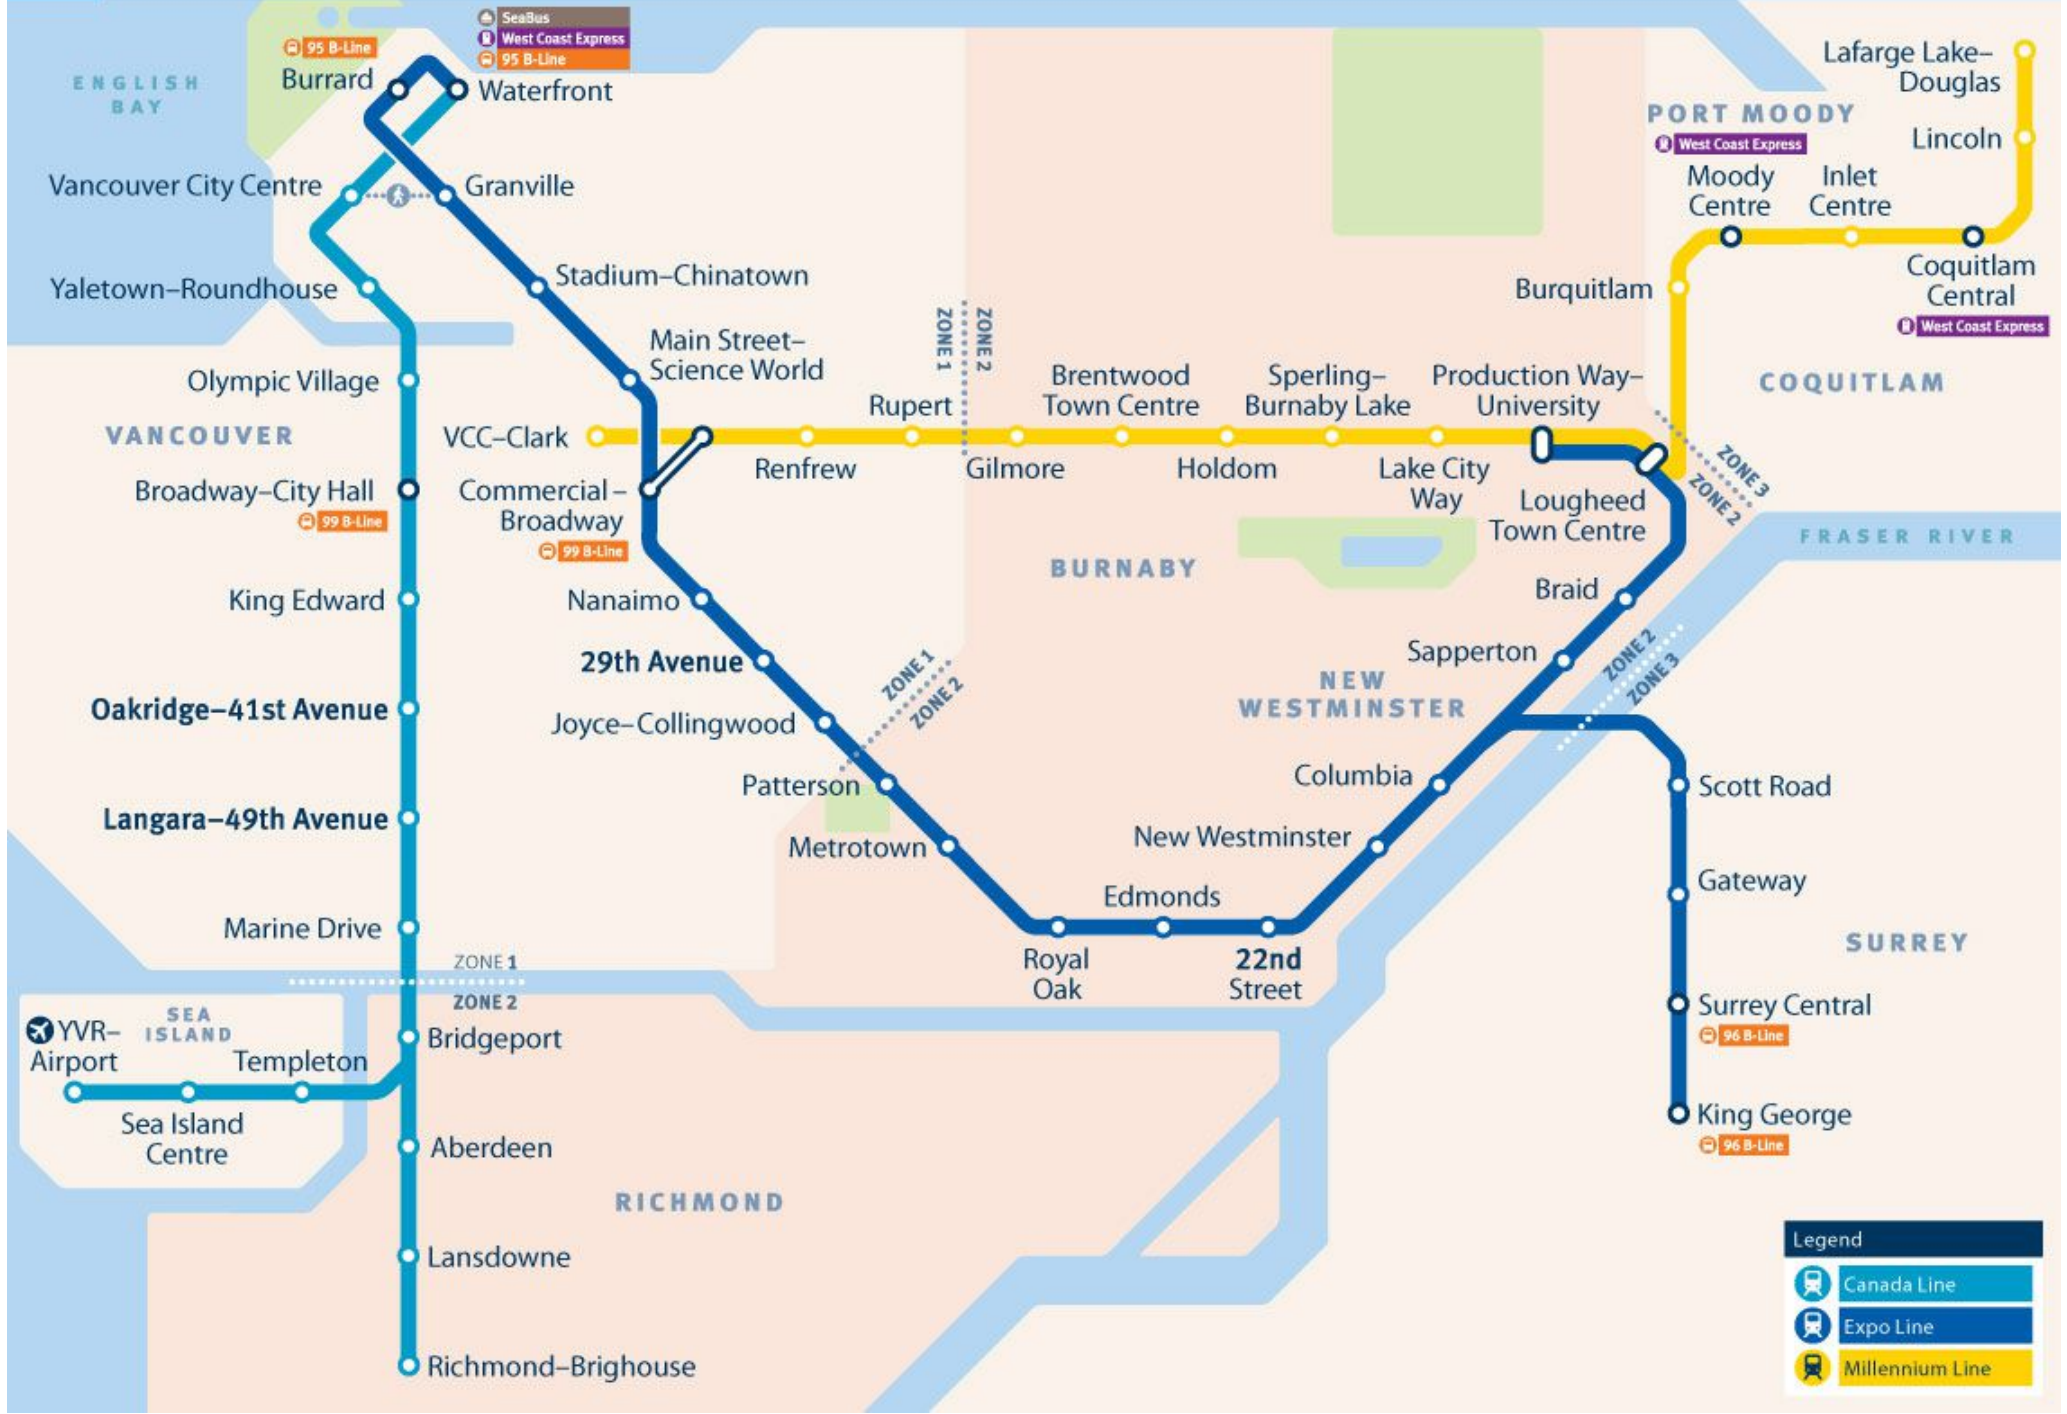 SeaBus
West Coast Express
95 B-Line
95 B-Line
Burrard
Waterfront
ENGLISH
BAY
Vancouver City Centre
Granville
Yaletown–Roundhouse
Stadium–Chinatown
Main Street–
Science World
Olympic Village
VANCOUVER
VCC–Clark
Broadway–City Hall
99 B-Line
Commercial–
Broadway
99 B-Line
King Edward
Nanaimo
29th Avenue
Oakridge–41st Avenue
Joyce–Collingwood
Langara–49th Avenue
Patterson
Metrotown
Marine Drive
ZONE 1
ZONE 2
SEA
ISLAND
YVR–
Airport
Templeton
Sea Island
Centre
Bridgeport
Aberdeen
RICHMOND
Lansdowne
Richmond–Brighouse
Rupert
Renfrew
ZONE 1
ZONE 2
Gilmore
Brentwood
Town Centre
Holdom
Sperling–
Burnaby Lake
Lake City
Way
Production Way–
University
Lougheed
Town Centre
BURNABY
ZONE 1
ZONE 2
NEW
WESTMINSTER
Braid
Sapperton
ZONE 2
ZONE 3
Columbia
New Westminster
Edmonds
Royal
Oak
22nd
Street
Lafarge Lake–
Douglas
PORT MOODY
West Coast Express
Lincoln
Moody
Centre
Inlet
Centre
Burquitlam
Coquitlam
Central
West Coast Express
COQUITLAM
ZONE 3
ZONE 2
FRASER RIVER
Scott Road
Gateway
SURREY
Surrey Central
96 B-Line
King George
96 B-Line
Legend
Canada Line
Expo Line
Millennium Line